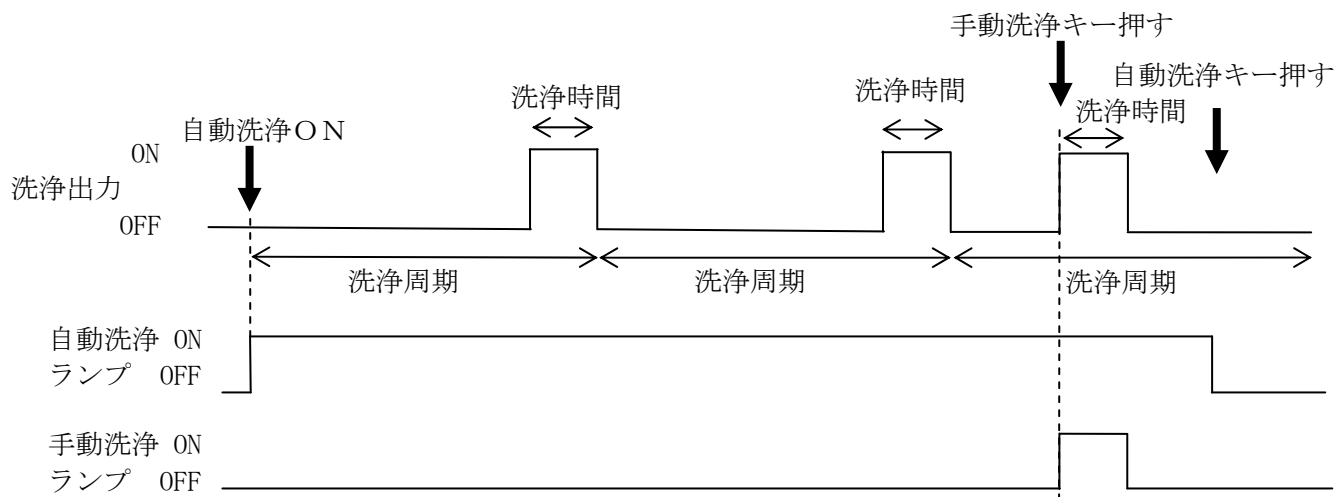 手動洗浄キー押す
自動洗浄キー押す
洗浄時間
洗浄時間
洗浄時間
自動洗浄ON
ON
洗浄出力
OFF
洗浄周期
洗浄周期
洗浄周期
自動洗浄 ON
ランプ OFF
手動洗浄 ON
ランプ OFF